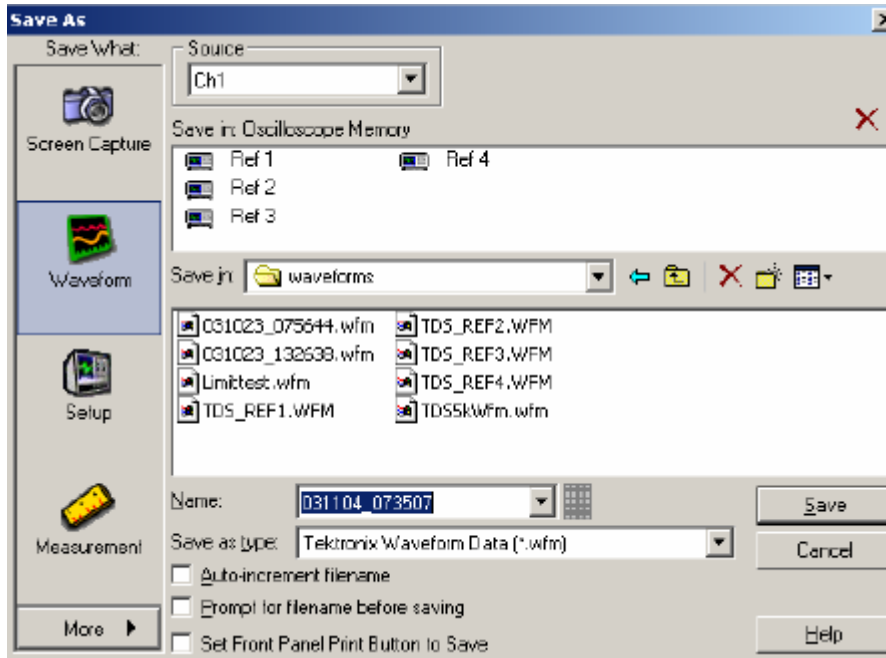 Save As
Save What:
Source
Ch1
Screen Capture
Save in: Oscilloscope Memory
Ref 1
Ref 4
Ref 2
Ref 3
Waveform
Save in:
waveforms
031023_075644.wfm
TDS_REF2.WFM
031023_132638.wfm
TDS_REF3.WFM
Limittest.wfm
TDS_REF4.WFM
TDS_REF1.WFM
TDS5kWfm.wfm
Setup
Name:
031104_073507
Save
Measurement
Save as type:
Tektronix Waveform Data (*.wfm)
Cancel
Auto-increment filename
Prompt for filename before saving
More
Set Front Panel Print Button to Save
Help